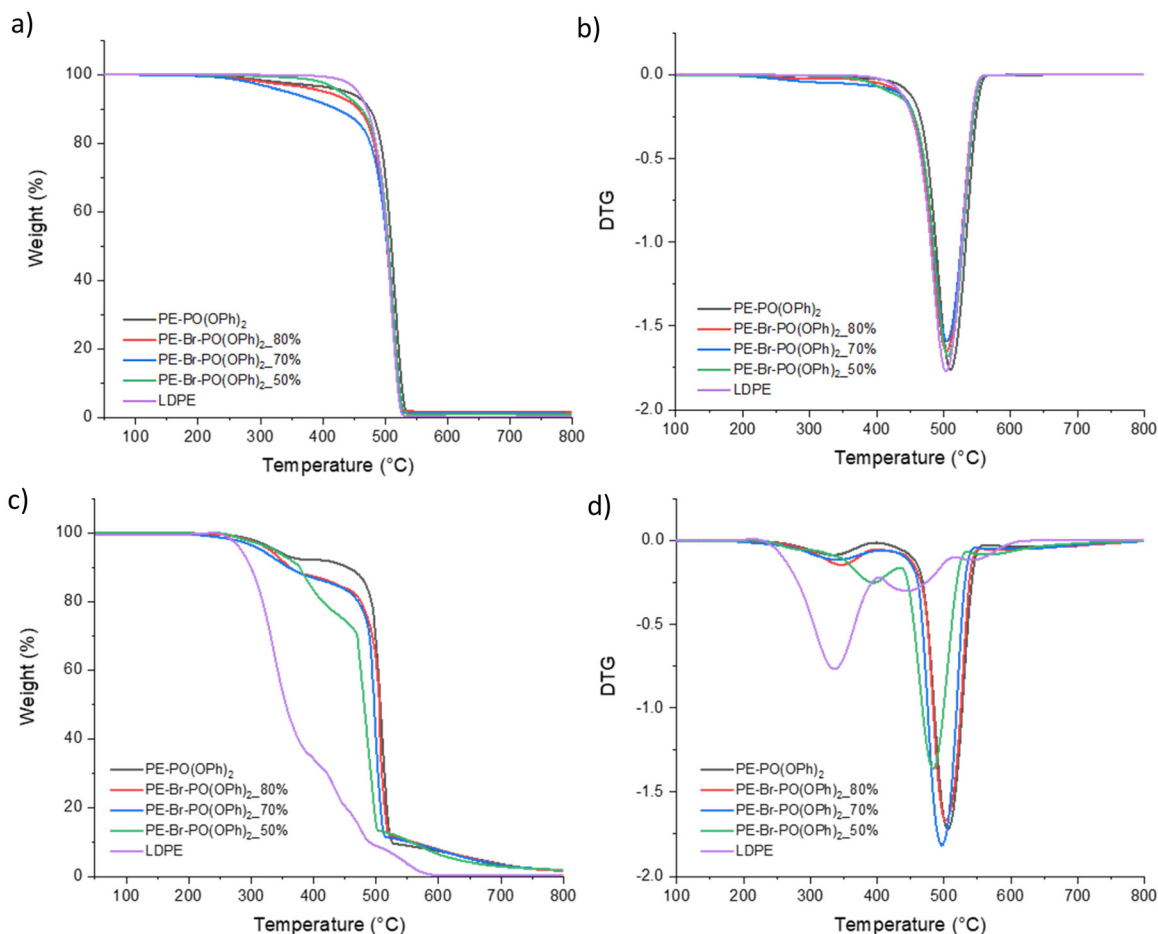 a)
100
80
60
40
20
0
Weight (%)
PE-PO(OPh)₂
PE-Br-PO(OPh)₂_80%
PE-Br-PO(OPh)₂_70%
PE-Br-PO(OPh)₂_50%
LDPE
100 200 300 400 500 600 700 800
Temperature (°C)
b)
0.0
-0.5
-1.0
-1.5
-2.0
DTG
PE-PO(OPh)₂
PE-Br-PO(OPh)₂_80%
PE-Br-PO(OPh)₂_70%
PE-Br-PO(OPh)₂_50%
LDPE
100 200 300 400 500 600 700 800
Temperature (°C)
c)
100
80
60
40
20
0
Weight (%)
PE-PO(OPh)₂
PE-Br-PO(OPh)₂_80%
PE-Br-PO(OPh)₂_70%
PE-Br-PO(OPh)₂_50%
LDPE
100 200 300 400 500 600 700 800
Temperature (°C)
d)
0.0
-0.5
-1.0
-1.5
-2.0
DTG
PE-PO(OPh)₂
PE-Br-PO(OPh)₂_80%
PE-Br-PO(OPh)₂_70%
PE-Br-PO(OPh)₂_50%
LDPE
100 200 300 400 500 600 700 800
Temperature (°C)